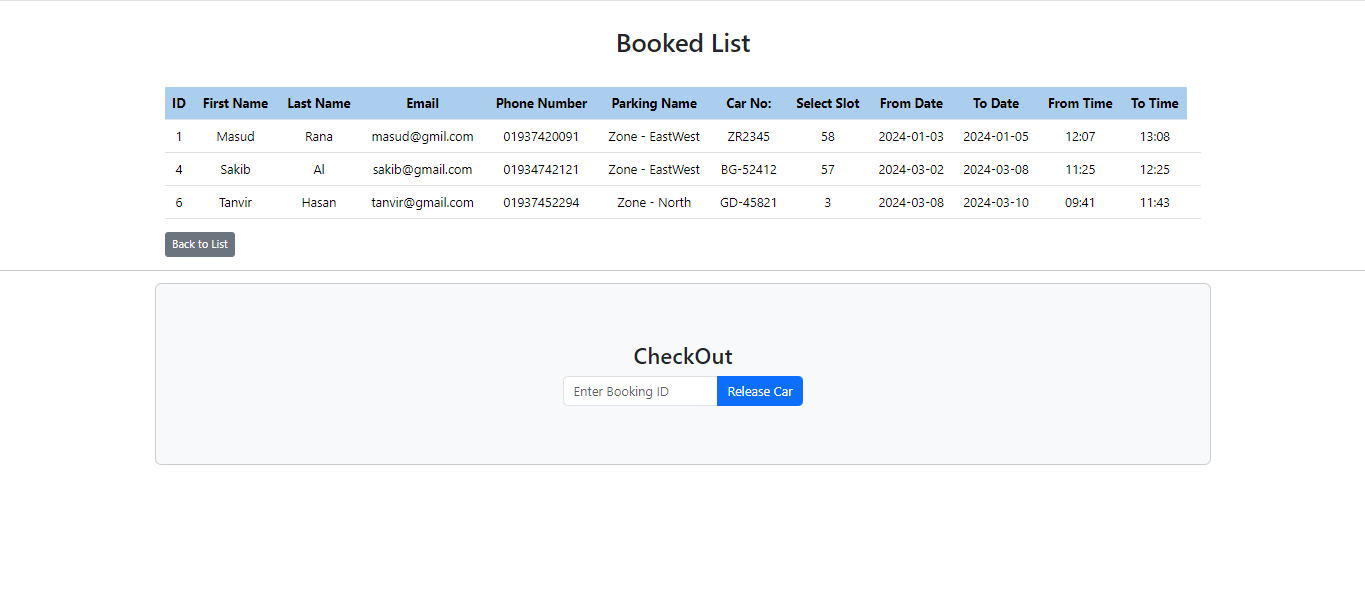 Booked List
ID First Name Last Name Email Phone Number Parking Name Car No: Select Slot From Date To Date From Time To Time
1 Masud Rana masud@gmil.com 01937420091 Zone - EastWest ZR2345 58 2024-01-03 2024-01-05 12:07 13:08
4 Sakib Al sakib@gmail.com 01934742121 Zone - EastWest BG-52412 57 2024-03-02 2024-03-08 11:25 12:25
6 Tanvir Hasan tanvir@gmail.com 01937452294 Zone - North GD-45821 3 2024-03-08 2024-03-10 09:41 11:43
Back to List
CheckOut
Enter Booking ID Release Car